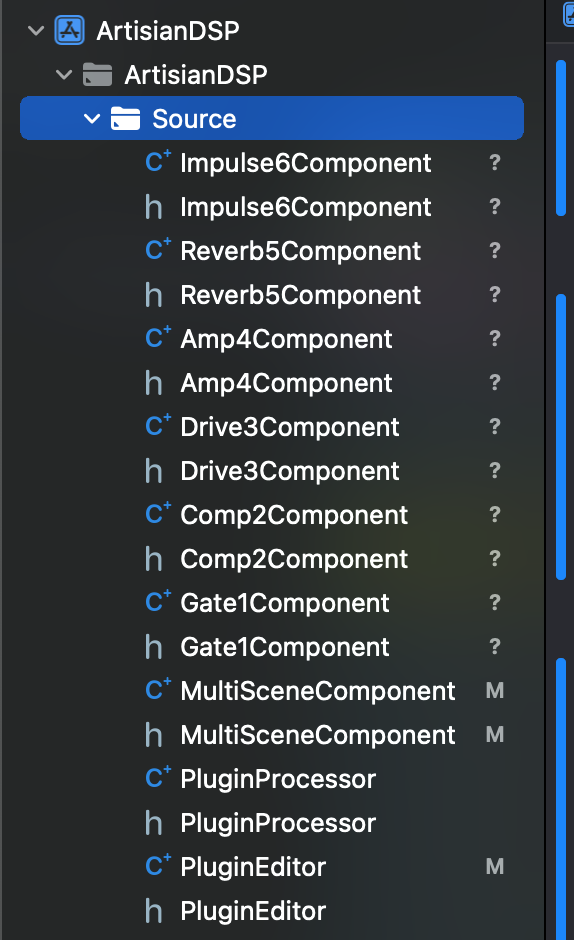 ArtisianDSP
ArtisianDSP
Source
C+ Impulse6Component ?
h Impulse6Component ?
C+ Reverb5Component ?
h Reverb5Component ?
C+ Amp4Component ?
h Amp4Component ?
C+ Drive3Component ?
h Drive3Component ?
C+ Comp2Component ?
h Comp2Component ?
C+ Gate1Component ?
h Gate1Component ?
C+ MultiSceneComponent M
h MultiSceneComponent M
C+ PluginProcessor
h PluginProcessor
C+ PluginEditor M
h PluginEditor